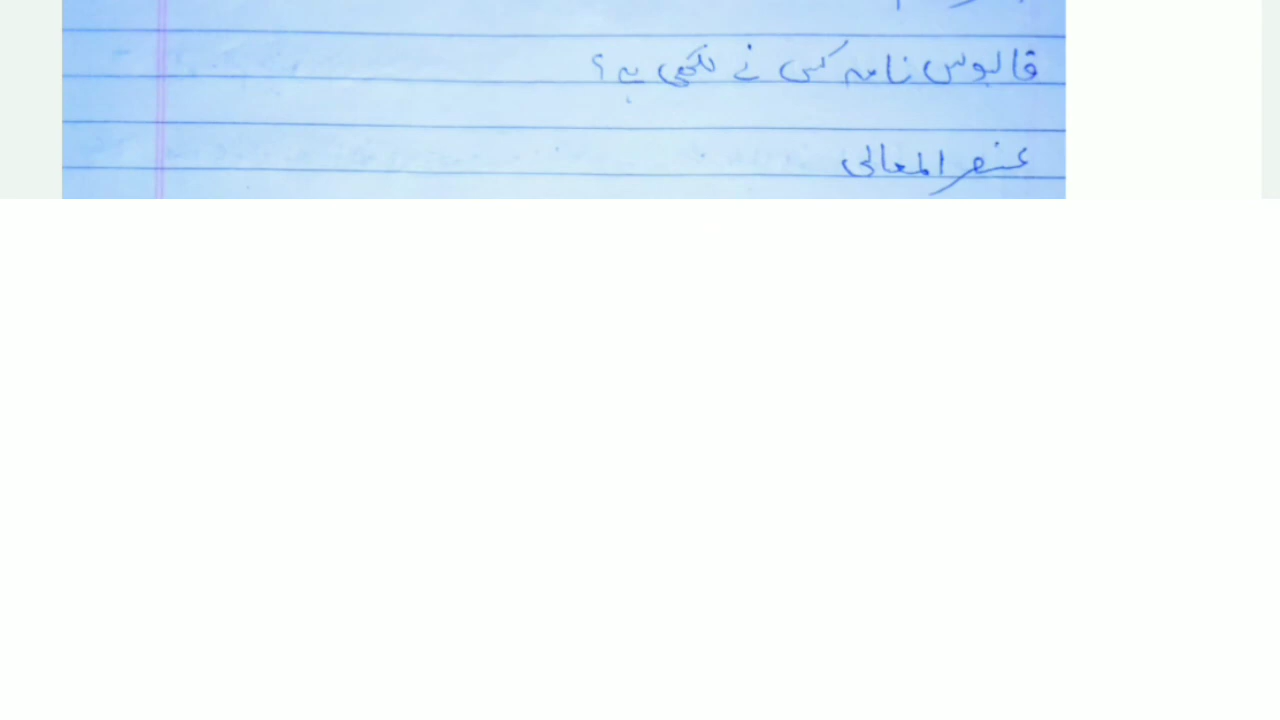 قابوس نامہ کس نے لکھی ہے؟
عنصر المعالی